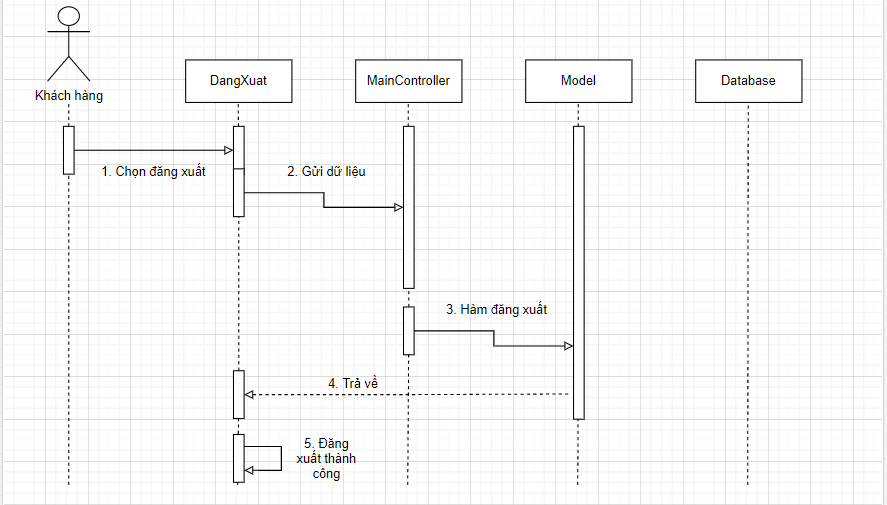 Khách hàng
DangXuat
MainController
Model
Database
1. Chọn đăng xuất
2. Gửi dữ liệu
3. Hàm đăng xuất
4. Trả về
5. Đăng
xuất thành
công